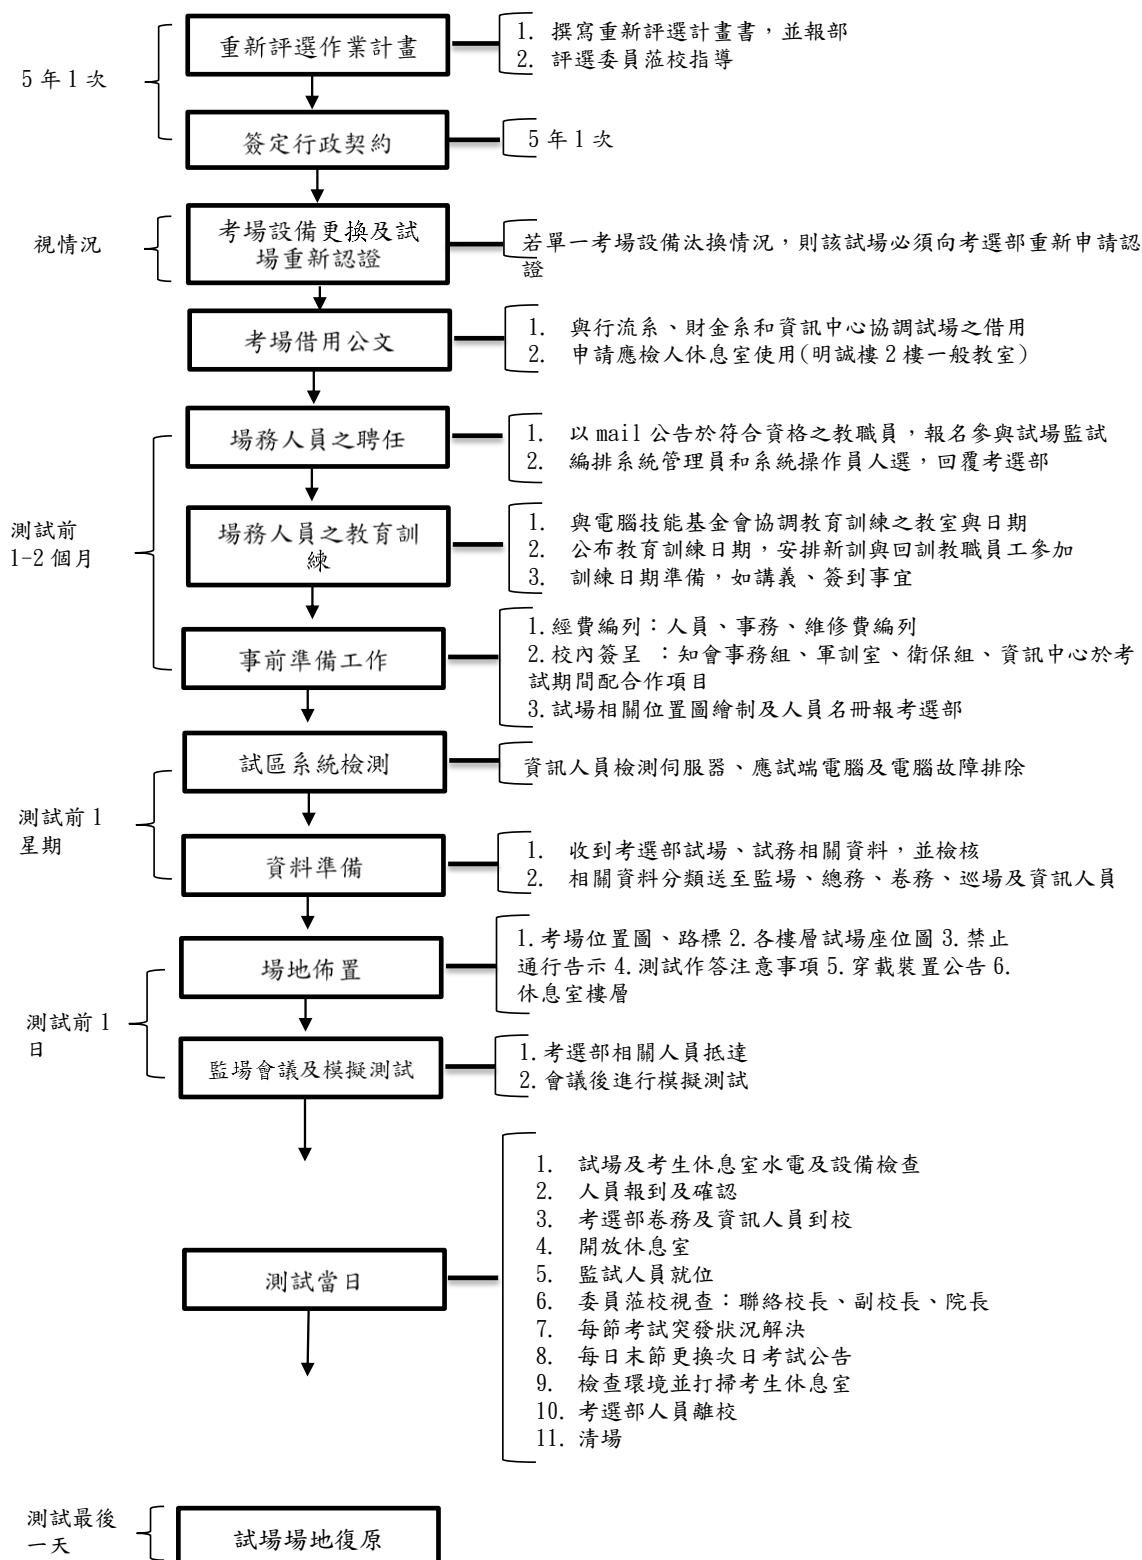 重新評選作業計畫
1. 撰寫重新評選計畫書，並報部
2. 評選委員蒞校指導
5年1次
簽定行政契約
5年1次
視情況
考場設備更換及試
場重新認證
若單一考場設備汰換情況，則該試場必須向考選部重新申請認
證
考場借用公文
1. 與行流系、財金系和資訊中心協調試場之借用
2. 申請應檢人休息室使用(明誠樓2樓一般教室)
場務人員之聘任
1. 以mail公告於符合資格之教職員，報名參與試場監試
2. 編排系統管理員和系統操作員人選，回覆考選部
測試前
1-2個月
場務人員之教育訓
練
1. 與電腦技能基金會協調教育訓練之教室與日期
2. 公布教育訓練日期，安排新訓與回訓教職員工參加
3. 訓練日期準備，如講義、簽到事宜
事前準備工作
1.經費編列：人員、事務、維修費編列
2.校內簽呈 ：知會事務組、軍訓室、衛保組、資訊中心於考
試期間配合作項目
3.試場相關位置圖繪制及人員名冊報考選部
試區系統檢測
資訊人員檢測伺服器、應試端電腦及電腦故障排除
測試前1
星期
資料準備
1. 收到考選部試場、試務相關資料，並檢核
2. 相關資料分類送至監場、總務、卷務、巡場及資訊人員
場地佈置
1.考場位置圖、路標 2.各樓層試場座位圖 3.禁止
通行告示 4.測試作答注意事項 5.穿載裝置公告 6.
休息室樓層
測試前1
日
監場會議及模擬測試
1.考選部相關人員抵達
2.會議後進行模擬測試
測試當日
1. 試場及考生休息室水電及設備檢查
2. 人員報到及確認
3. 考選部卷務及資訊人員到校
4. 開放休息室
5. 監試人員就位
6. 委員蒞校視查：聯絡校長、副校長、院長
7. 每節考試突發狀況解決
8. 每日末節更換次日考試公告
9. 檢查環境並打掃考生休息室
10. 考選部人員離校
11. 清場
測試最後
一天
試場場地復原